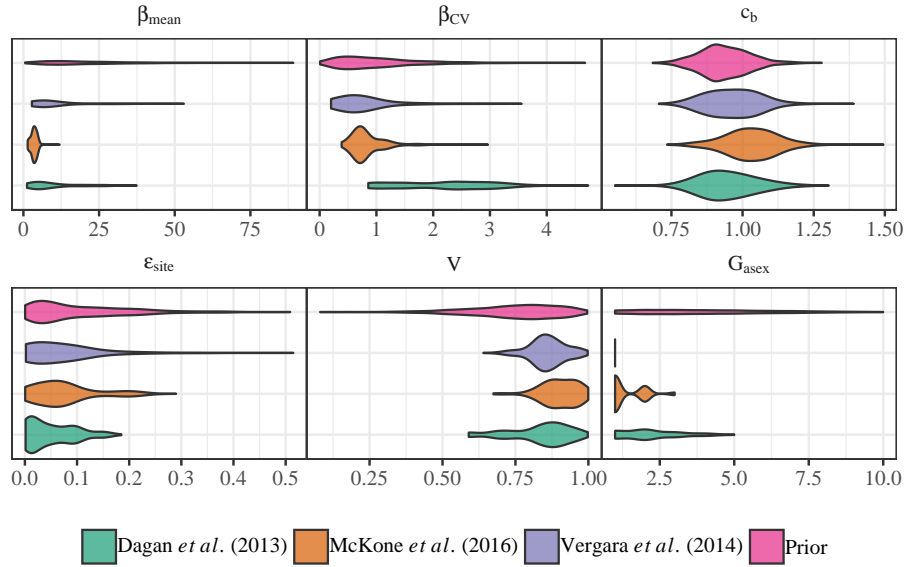 βmean βCV cb
0 25 50 75 0 1 2 3 4 0.75 1.00 1.25 1.50
εsite V Gasex
0.0 0.1 0.2 0.3 0.4 0.5 0.25 0.50 0.75 1.00 2.5 5.0 7.5 10.0
Dagan et al. (2013) McKone et al. (2016) Vergara et al. (2014) Prior